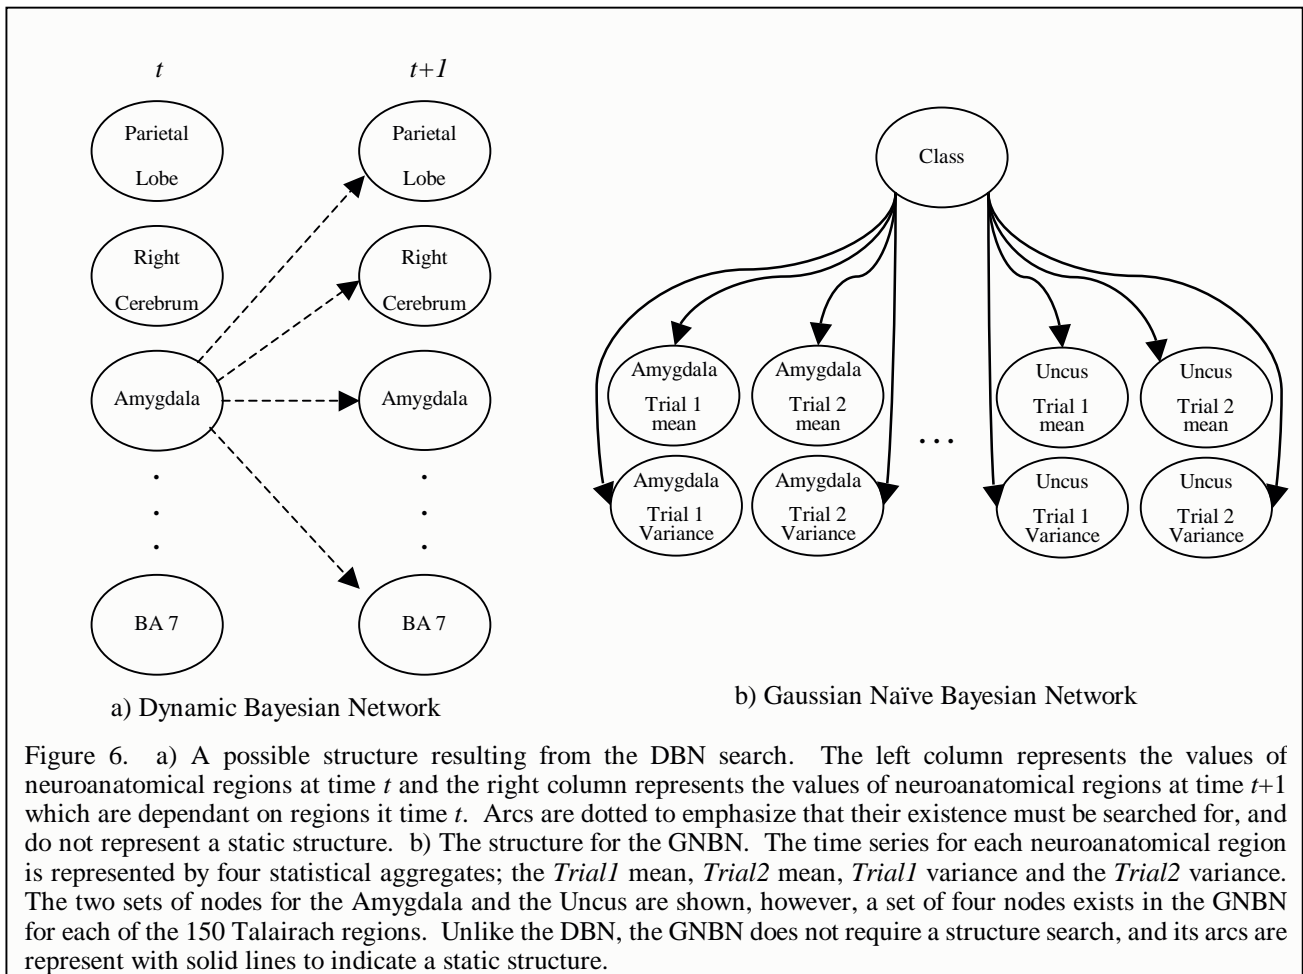 t
t+1
Parietal
Lobe
Parietal
Lobe
Right
Cerebrum
Right
Cerebrum
Amygdala
Amygdala
.
.
.
.
.
.
BA 7
BA 7
a) Dynamic Bayesian Network
Class
Amygdala
Trial 1
mean
Amygdala
Trial 2
mean
...
Uncus
Trial 1
mean
Uncus
Trial 2
mean
Amygdala
Trial 1
Variance
Amygdala
Trial 2
Variance
Uncus
Trial 1
Variance
Uncus
Trial 2
Variance
b) Gaussian Naïve Bayesian Network
Figure 6. a) A possible structure resulting from the DBN search. The left column represents the values of
neuroanatomical regions at time t and the right column represents the values of neuroanatomical regions at time t+1
which are dependant on regions it time t. Arcs are dotted to emphasize that their existence must be searched for, and
do not represent a static structure. b) The structure for the GNBN. The time series for each neuroanatomical region
is represented by four statistical aggregates; the Trial1 mean, Trial2 mean, Trial1 variance and the Trial2 variance.
The two sets of nodes for the Amygdala and the Uncus are shown, however, a set of four nodes exists in the GNBN
for each of the 150 Talairach regions. Unlike the DBN, the GNBN does not require a structure search, and its arcs are
represent with solid lines to indicate a static structure.